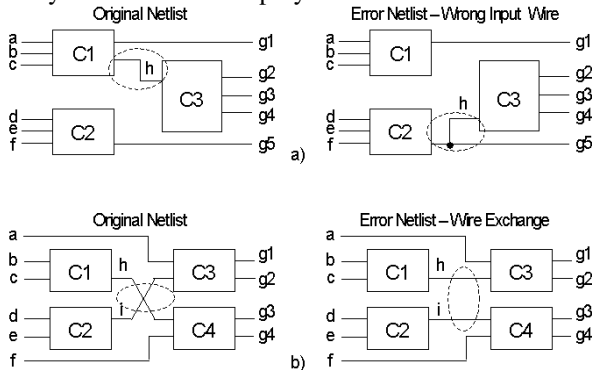 Original Netlist
Error Netlist – Wrong Input Wire
a
b
c
C1
h
C3
g1
g2
g3
g4
d
e
f
C2
g5
a
b
c
C1
h
C3
g1
g2
g3
g4
d
e
f
C2
g5
a)
Original Netlist
Error Netlist – Wire Exchange
a
b
c
C1
h
C3
g1
g2
d
e
C2
i
C4
g3
g4
f
a
b
c
C1
h
C3
g1
g2
d
e
C2
i
C4
g3
g4
f
b)